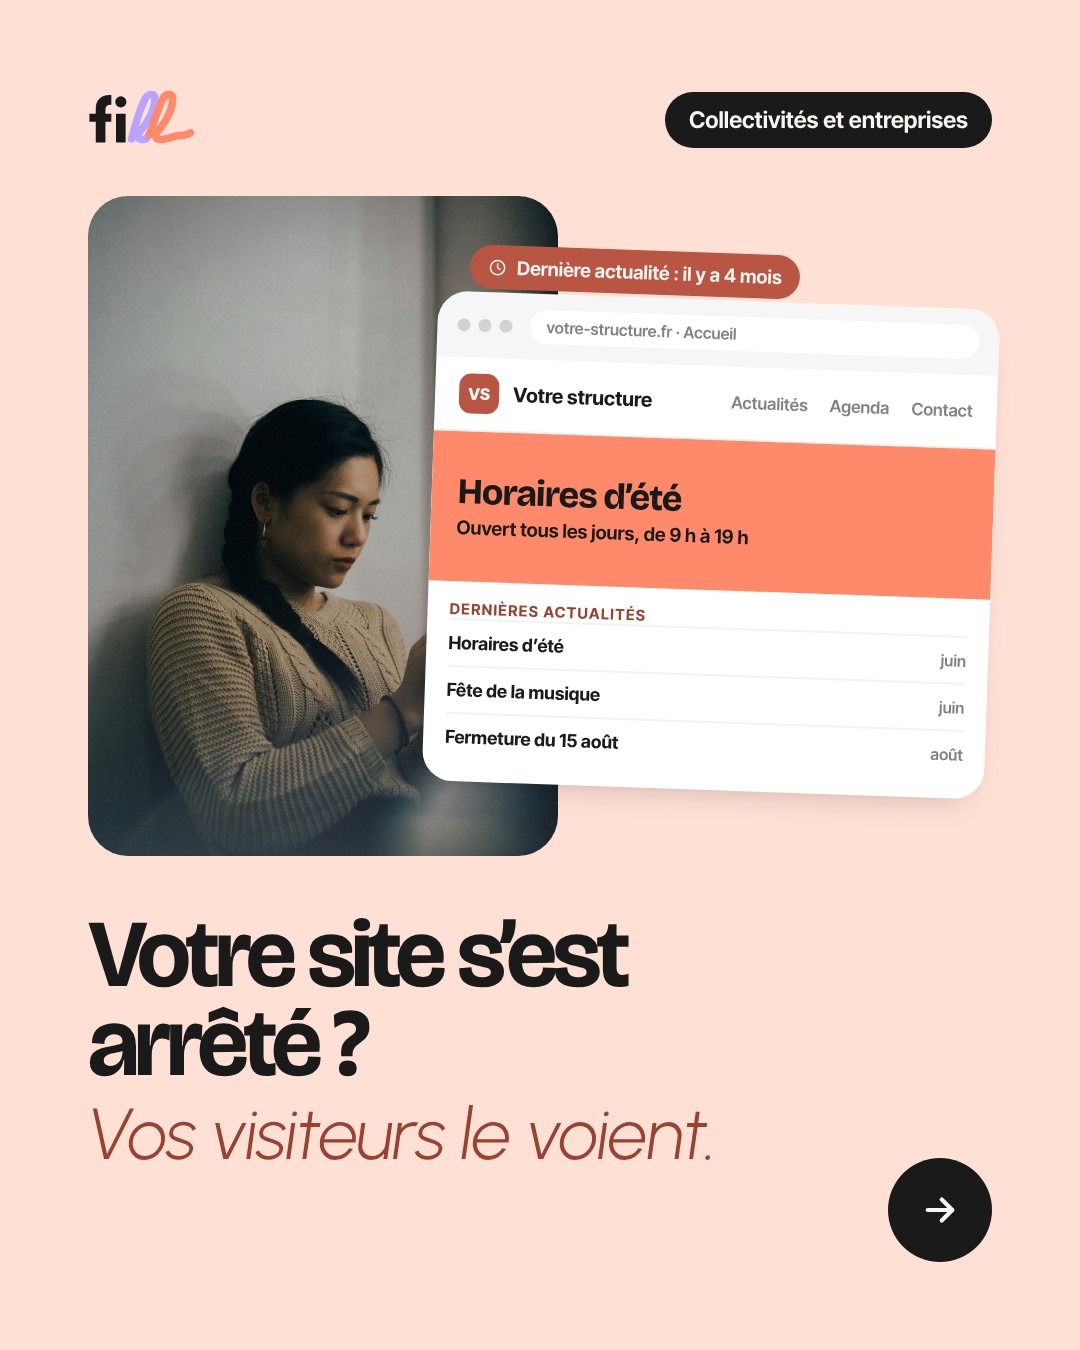 fill
Collectivités et entreprises
Dernière actualité : il y a 4 mois
votre-structure.fr · Accueil
VS Votre structure Actualités Agenda Contact
Horaires d’été
Ouvert tous les jours, de 9 h à 19 h
DERNIÈRES ACTUALITÉS
Horaires d’été juin
Fête de la musique juin
Fermeture du 15 août août
Votre site s’est
arrêté ?
Vos visiteurs le voient.